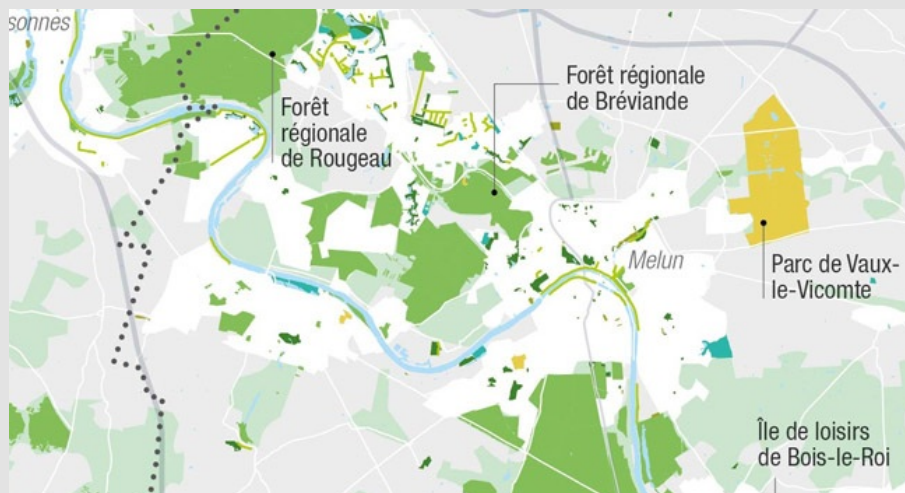 sonnes
Forêt
régionale
de Rougeau
Forêt régionale
de Bréviande
Melun
Parc de Vaux-
le-Vicomte
Île de loisirs
de Bois-le-Roi